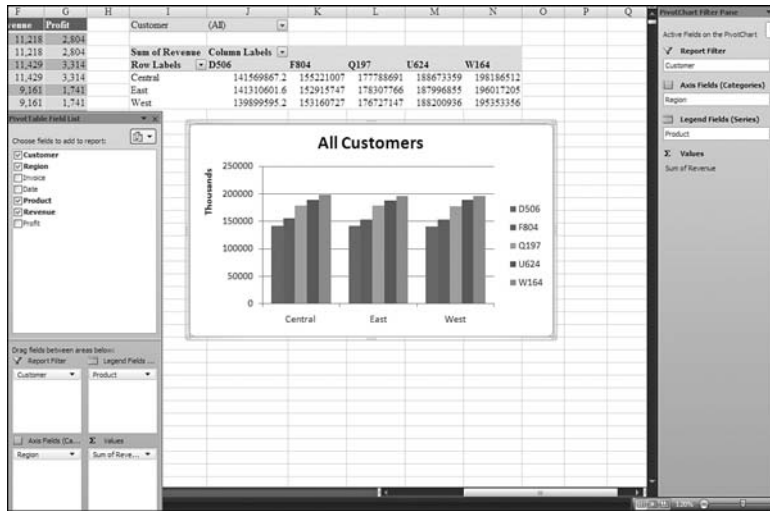 F G H I J K L M N O P Q
venue Profit Customer (All)
11,218 2,804
11,218 2,804 Sum of Revenue Column Labels
11,429 3,314 Row Labels D506 F804 Q197 U624 W164
11,429 3,314 Central 141569867.2 155221007 177788691 188673359 198186512
9,161 1,741 East 141310601.6 152915747 178307766 187996855 196017205
9,161 1,741 West 139899595.2 153160727 176727147 188200936 195353356
PivotTable Field List
Choose fields to add to report:
Customer
Region
Invoice
Date
Product
Revenue
Profit
Drag fields between areas below:
Report Filter Legend Fields ...
Customer Product
Axis Fields (Ca... Σ Values
Region Sum of Reve...
All Customers
Thousands
250000
200000
150000
100000
50000
0
Central East West
D506
F804
Q197
U624
W164
PivotChart Filter Pane
Active Fields on the PivotChart
Report Filter
Customer
Axis Fields (Categories)
Region
Legend Fields (Series)
Product
Σ Values
Sum of Revenue